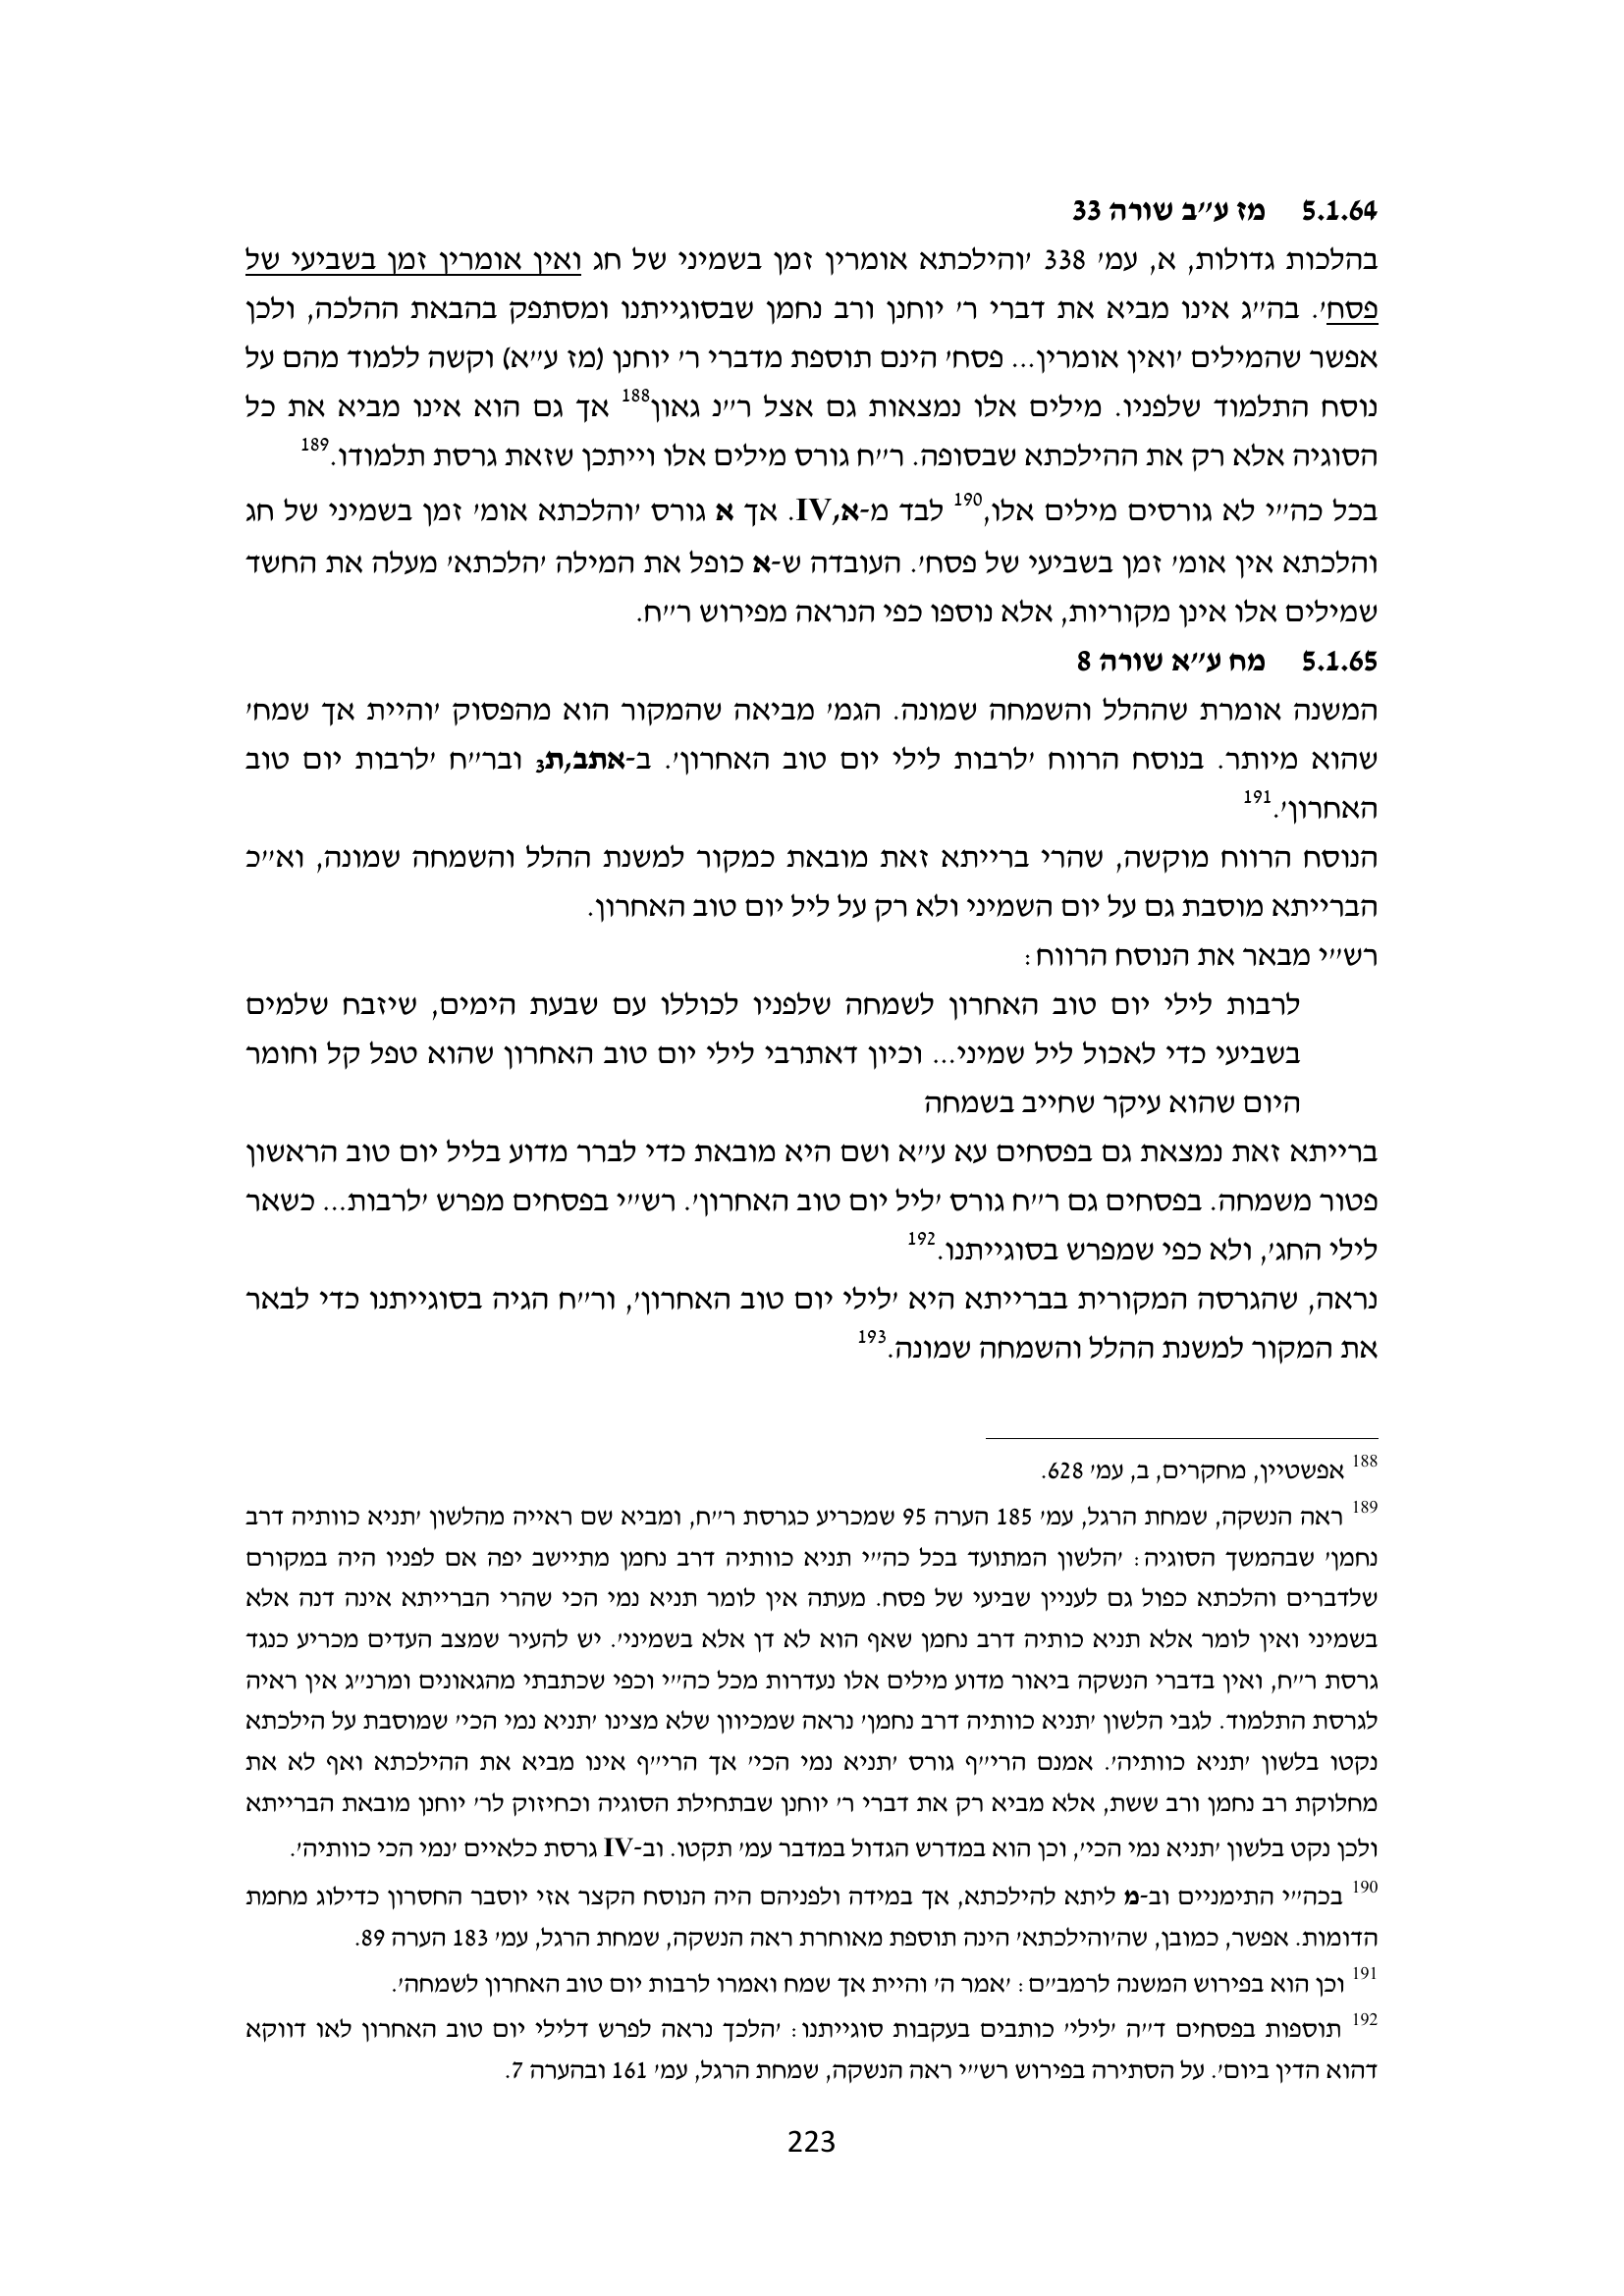 5.1.64 מז ע״ב שורה 33
בהלכות גדולות, א, עמ׳ 338 ׳והילכתא אומרין זמן בשמיני של חג ואין אומרין זמן בשביעי של
פסח׳. בה״ג אינו מביא את דברי ר׳ יוחנן ורב נחמן שבסוגייתנו ומסתפק בהבאת ההלכה, ולכן
אפשר שהמילים ׳ואין אומרין... פסח׳ הינם תוספת מדברי ר׳ יוחנן (מז ע״א) וקשה ללמוד מהם על
נוסח התלמוד שלפניו. מילים אלו נמצאות גם אצל ר״נ גאון188 אך גם הוא אינו מביא את כל
הסוגיה אלא רק את ההילכתא שבסופה. ר״ח גורס מילים אלו וייתכן שזאת גרסת תלמודו.189
בכל כה״י לא גורסים מילים אלו,190 לבד מ-א,IV. אך א גורס ׳והלכתא אומ׳ זמן בשמיני של חג
והלכתא אין אומ׳ זמן בשביעי של פסח׳. העובדה ש-א כופל את המילה ׳הלכתא׳ מעלה את החשד
שמילים אלו אינן מקוריות, אלא נוספו כפי הנראה מפירוש ר״ח.
5.1.65 מח ע״א שורה 8
המשנה אומרת שההלל והשמחה שמונה. הגמ׳ מביאה שהמקור הוא מהפסוק ׳והיית אך שמח׳
שהוא מיותר. בנוסח הרווח ׳לרבות לילי יום טוב האחרון׳. ב-אתב,ת3 ובר״ח ׳לרבות יום טוב
האחרון׳.191
הנוסח הרווח מוקשה, שהרי ברייתא זאת מובאת כמקור למשנת ההלל והשמחה שמונה, וא״כ
הברייתא מוסבת גם על יום השמיני ולא רק על ליל יום טוב האחרון.
רש״י מבאר את הנוסח הרווח:
לרבות לילי יום טוב האחרון לשמחה שלפניו לכוללו עם שבעת הימים, שיזבח שלמים
בשביעי כדי לאכול ליל שמיני... וכיון דאתרבי לילי יום טוב האחרון שהוא טפל קל וחומר
היום שהוא עיקר שחייב בשמחה
ברייתא זאת נמצאת גם בפסחים עא ע״א ושם היא מובאת כדי לברר מדוע בליל יום טוב הראשון
פטור משמחה. בפסחים גם ר״ח גורס ׳ליל יום טוב האחרון׳. רש״י בפסחים מפרש ׳לרבות... כשאר
לילי החג׳, ולא כפי שמפרש בסוגייתנו.192
נראה, שהגרסה המקורית בברייתא היא ׳לילי יום טוב האחרון׳, ור״ח הגיה בסוגייתנו כדי לבאר
את המקור למשנת ההלל והשמחה שמונה.193
188 אפשטיין, מחקרים, ב, עמ׳ 628.
189 ראה הנשקה, שמחת הרגל, עמ׳ 185 הערה 95 שמכריע כגרסת ר״ח, ומביא שם ראייה מהלשון ׳תניא כוותיה דרב
נחמן׳ שבהמשך הסוגיה: ׳הלשון המתועד בכל כה״י תניא כוותיה דרב נחמן מתיישב יפה אם לפניו היה במקורם
שלדברים והלכתא כפול גם לעניין שביעי של פסח. מעתה אין לומר תניא נמי הכי שהרי הברייתא אינה דנה אלא
בשמיני ואין לומר אלא תניא כותיה דרב נחמן שאף הוא לא דן אלא בשמיני׳. יש להעיר שמצב העדים מכריע כנגד
גרסת ר״ח, ואין בדברי הנשקה ביאור מדוע מילים אלו נעדרות מכל כה״י וכפי שכתבתי מהגאונים ומרנ״ג אין ראיה
לגרסת התלמוד. לגבי הלשון ׳תניא כוותיה דרב נחמן׳ נראה שמכיוון שלא מצינו ׳תניא נמי הכי׳ שמוסבת על הילכתא
נקטו בלשון ׳תניא כוותיה׳. אמנם הרי״ף גורס ׳תניא נמי הכי׳ אך הרי״ף אינו מביא את ההילכתא ואף לא את
מחלוקת רב נחמן ורב ששת, אלא מביא רק את דברי ר׳ יוחנן שבתחילת הסוגיה וכחיזוק לר׳ יוחנן מובאת הברייתא
ולכן נקט בלשון ׳תניא נמי הכי׳, וכן הוא במדרש הגדול במדבר עמ׳ תקטו. וב-IV גרסת כלאיים ׳נמי הכי כוותיה׳.
190 בכה״י התימניים וב-מ ליתא להילכתא, אך במידה ולפניהם היה הנוסח הקצר אזי יוסבר החסרון כדילוג מחמת
הדומות. אפשר, כמובן, שה׳והילכתא׳ הינה תוספת מאוחרת ראה הנשקה, שמחת הרגל, עמ׳ 183 הערה 89.
191 וכן הוא בפירוש המשנה לרמב״ם: ׳אמר ה׳ והיית אך שמח ואמרו לרבות יום טוב האחרון לשמחה׳.
192 תוספות בפסחים ד״ה ׳לילי׳ כותבים בעקבות סוגייתנו: ׳הלכך נראה לפרש דלילי יום טוב האחרון לאו דווקא
דהוא הדין ביום׳. על הסתירה בפירוש רש״י ראה הנשקה, שמחת הרגל, עמ׳ 161 ובהערה 7.
223